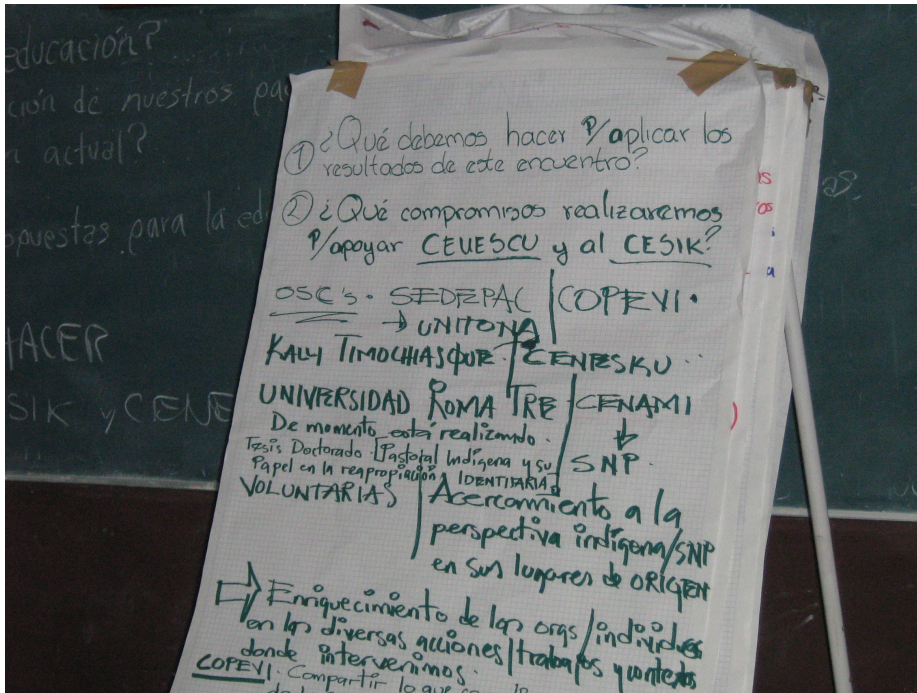 educación?
ción de nuestros
actual?
opuestas para la ed
HACER
SIK y CENE
① ¿Qué debemos hacer P/aplicar los
resultados de este encuentro?
② ¿Qué compromisos realizaremos
P/apoyar CEUESCU y al CESIK?
OSC's. SEDEPAC | COPEVI.
→ UNITONA
KALLI TIMOCHIASQUE. | CENESKU
UNIVERSIDAD ROMA TRE | CENAMI
De momento está realizando.
↓
SNP.
Tesis Doctorado Pastoral Indígena y su
Papel en la reapropiación IDENTITARIA
VOLUNTARIAS
Acercamiento a la
perspectiva indígena/SNP
en sus lugares de ORIGEN
⇒ Enriquecimiento de las orgs/individuos
en las diversas acciones/trabajos y contextos
donde intervenimos.
COPEVI. Compartir lo que